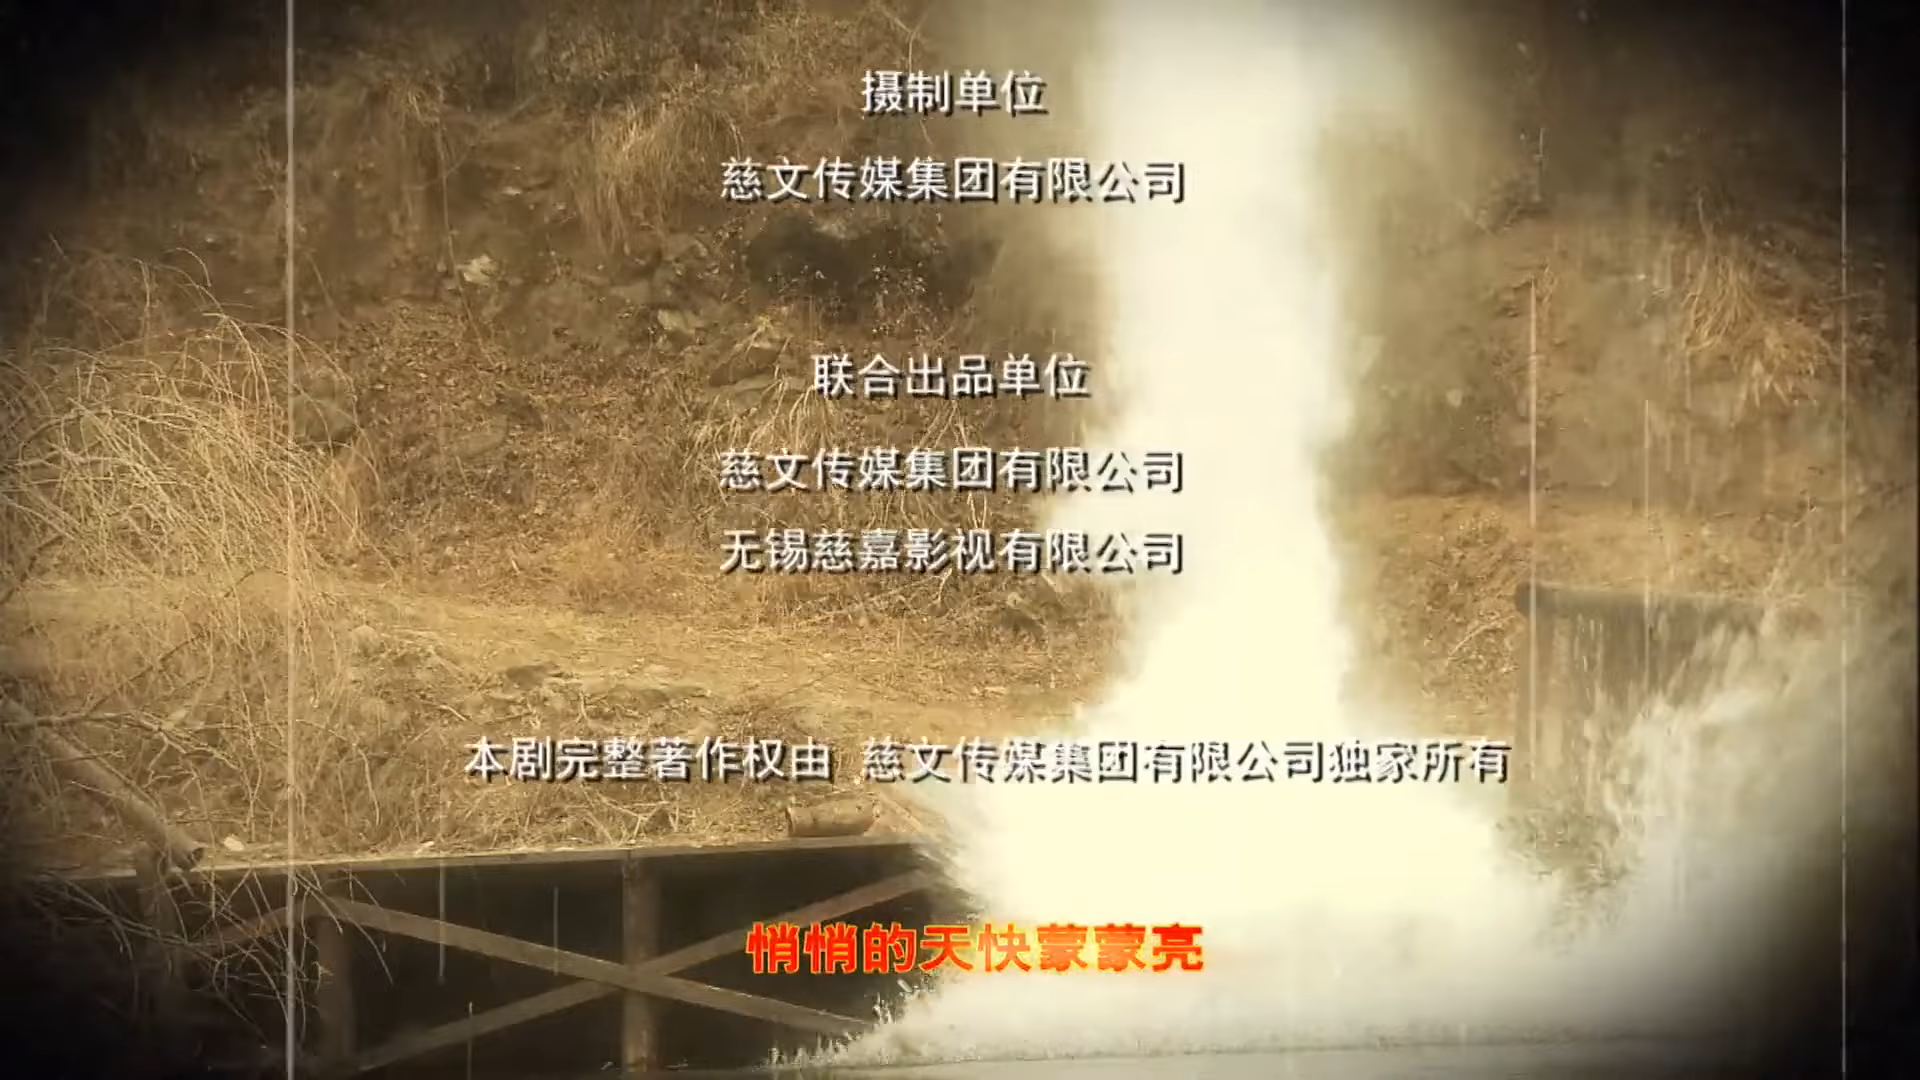 摄制单位
慈文传媒集团有限公司
联合出品单位
慈文传媒集团有限公司
无锡慈嘉影视有限公司
本剧完整著作权由 慈文传媒集团有限公司独家所有
悄悄的天快蒙蒙亮